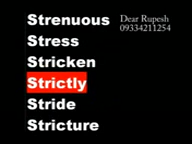 Strenuous
Stress
Stricken
Strictly
Stride
Stricture
Dear Rupesh
09334211254